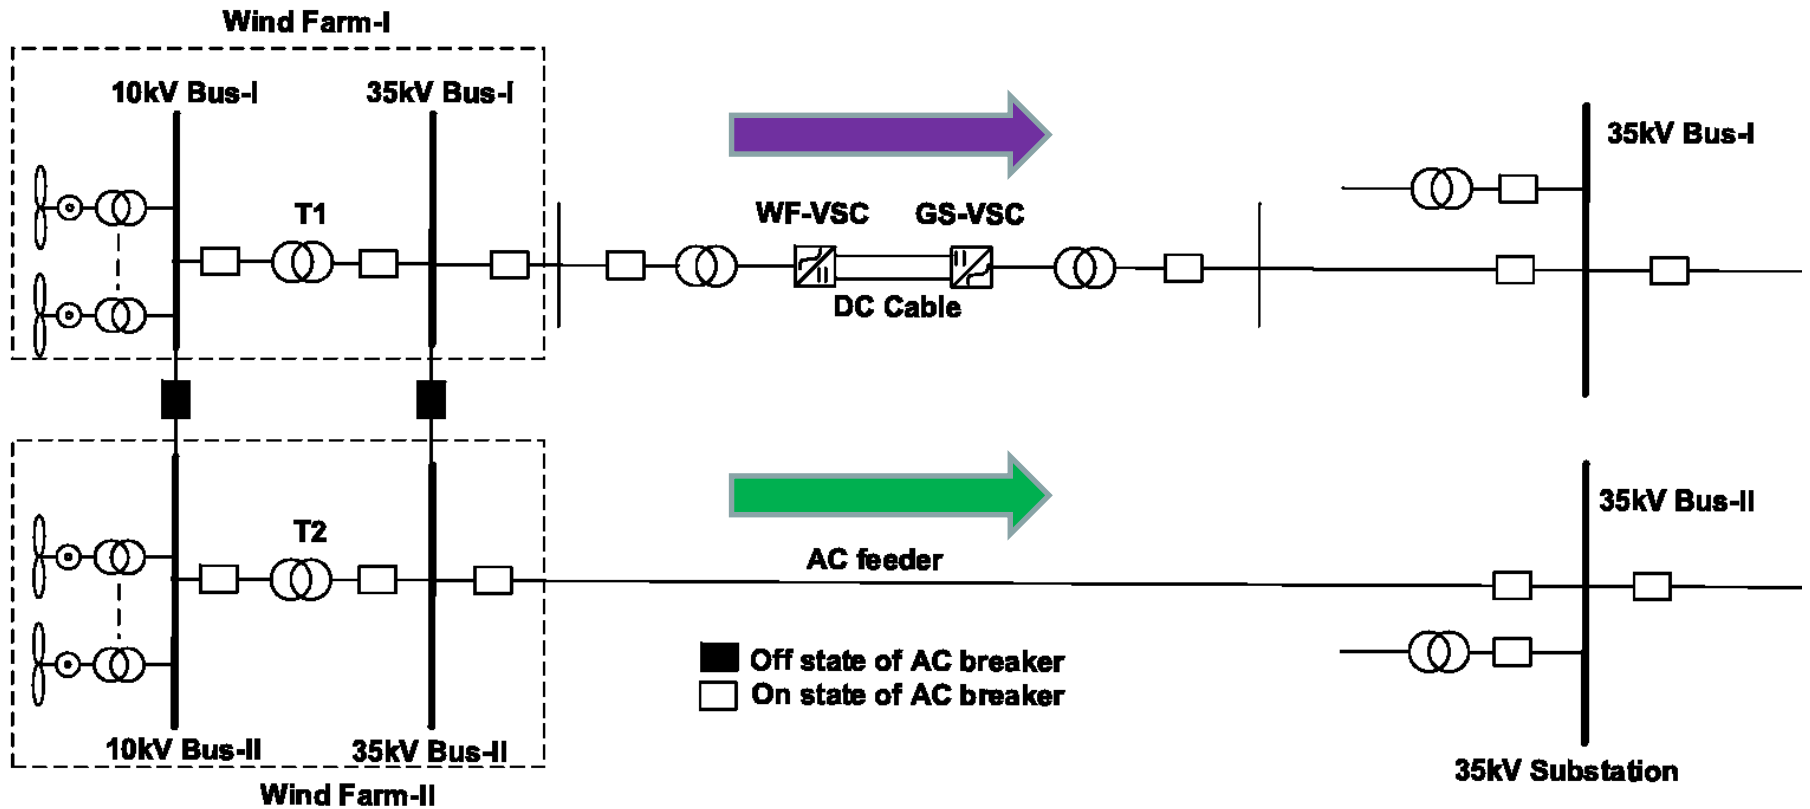 Wind Farm-I
10kV Bus-I
35kV Bus-I
35kV Bus-I
T1
WF-VSC
GS-VSC
DC Cable
35kV Bus-II
T2
AC feeder
Off state of AC breaker
On state of AC breaker
10kV Bus-II
35kV Bus-II
35kV Substation
Wind Farm-II